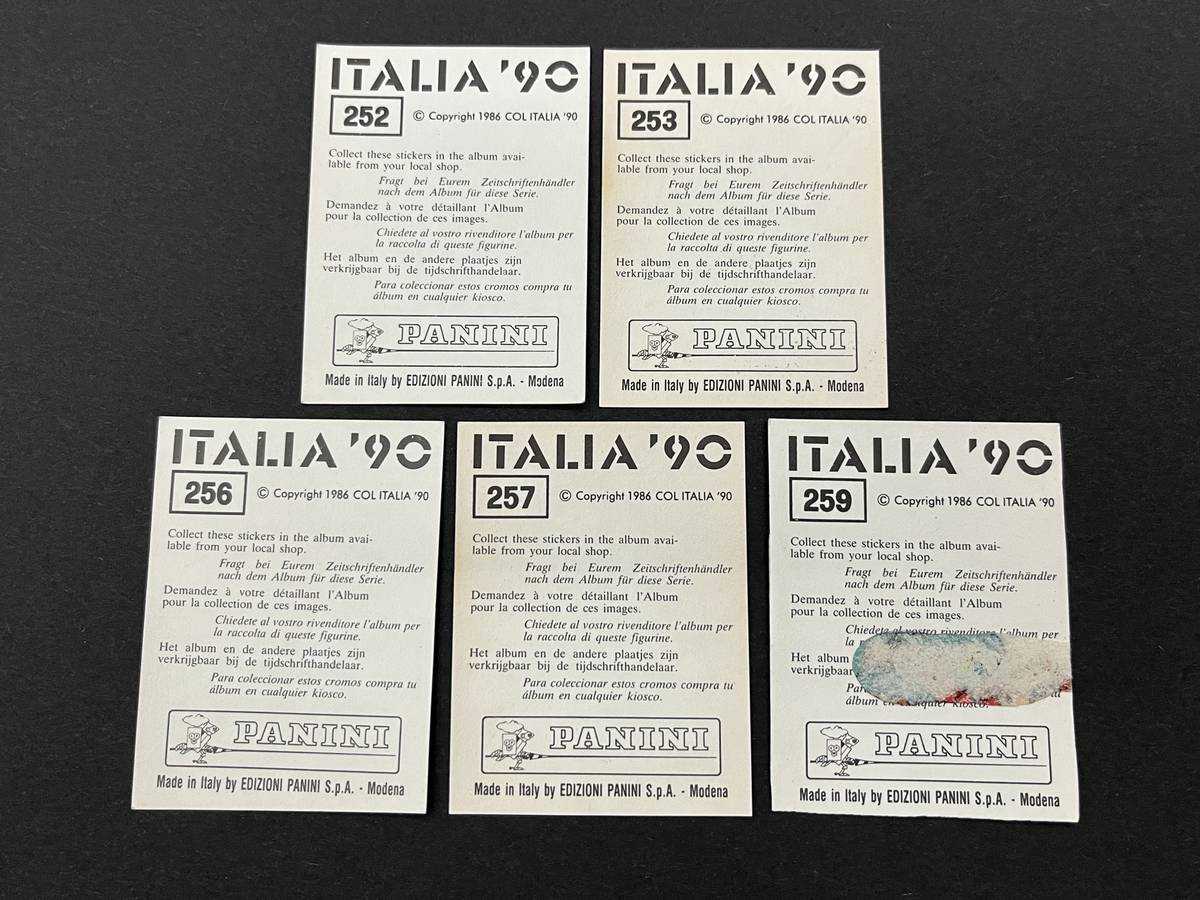 ITALIA '90
252 © Copyright 1986 COL ITALIA '90
Collect these stickers in the album avai-
lable from your local shop.
Fragt bei Eurem Zeitschriftenhändler
nach dem Album für diese Serie.
Demandez à votre détaillant l'Album
pour la collection de ces images.
Chiedete al vostro rivenditore l'album per
la raccolta di queste figurine.
Het album en de andere plaatjes zijn
verkrijgbaar bij de tijdschrifthandelaar.
Para coleccionar estos cromos compra tu
álbum en cualquier kiosco.
PANINI
Made in Italy by EDIZIONI PANINI S.p.A. - Modena
ITALIA '90
253 © Copyright 1986 COL ITALIA '90
Collect these stickers in the album avai-
lable from your local shop.
Fragt bei Eurem Zeitschriftenhändler
nach dem Album für diese Serie.
Demandez à votre détaillant l'Album
pour la collection de ces images.
Chiedete al vostro rivenditore l'album per
la raccolta di queste figurine.
Het album en de andere plaatjes zijn
verkrijgbaar bij de tijdschrifthandelaar.
Para coleccionar estos cromos compra tu
álbum en cualquier kiosco.
PANINI
Made in Italy by EDIZIONI PANINI S.p.A. - Modena
ITALIA '90
256 © Copyright 1986 COL ITALIA '90
Collect these stickers in the album avai-
lable from your local shop.
Fragt bei Eurem Zeitschriftenhändler
nach dem Album für diese Serie.
Demandez à votre détaillant l'Album
pour la collection de ces images.
Chiedete al vostro rivenditore l'album per
la raccolta di queste figurine.
Het album en de andere plaatjes zijn
verkrijgbaar bij de tijdschrifthandelaar.
Para coleccionar estos cromos compra tu
álbum en cualquier kiosco.
PANINI
Made in Italy by EDIZIONI PANINI S.p.A. - Modena
ITALIA '90
257 © Copyright 1986 COL ITALIA '90
Collect these stickers in the album avai-
lable from your local shop.
Fragt bei Eurem Zeitschriftenhändler
nach dem Album für diese Serie.
Demandez à votre détaillant l'Album
pour la collection de ces images.
Chiedete al vostro rivenditore l'album per
la raccolta di queste figurine.
Het album en de andere plaatjes zijn
verkrijgbaar bij de tijdschrifthandelaar.
Para coleccionar estos cromos compra tu
álbum en cualquier kiosco.
PANINI
Made in Italy by EDIZIONI PANINI S.p.A. - Modena
ITALIA '90
259 © Copyright 1986 COL ITALIA '90
Collect these stickers in the album avai-
lable from your local shop.
Fragt bei Eurem Zeitschriftenhändler
nach dem Album für diese Serie.
Demandez à votre détaillant l'Album
pour la collection de ces images.
Chiedete al vostro rivenditore l'album per
la
Het album
verkrijgbaar
álbum en kiosco.
PANINI
Made in Italy by EDIZIONI PANINI S.p.A. - Modena